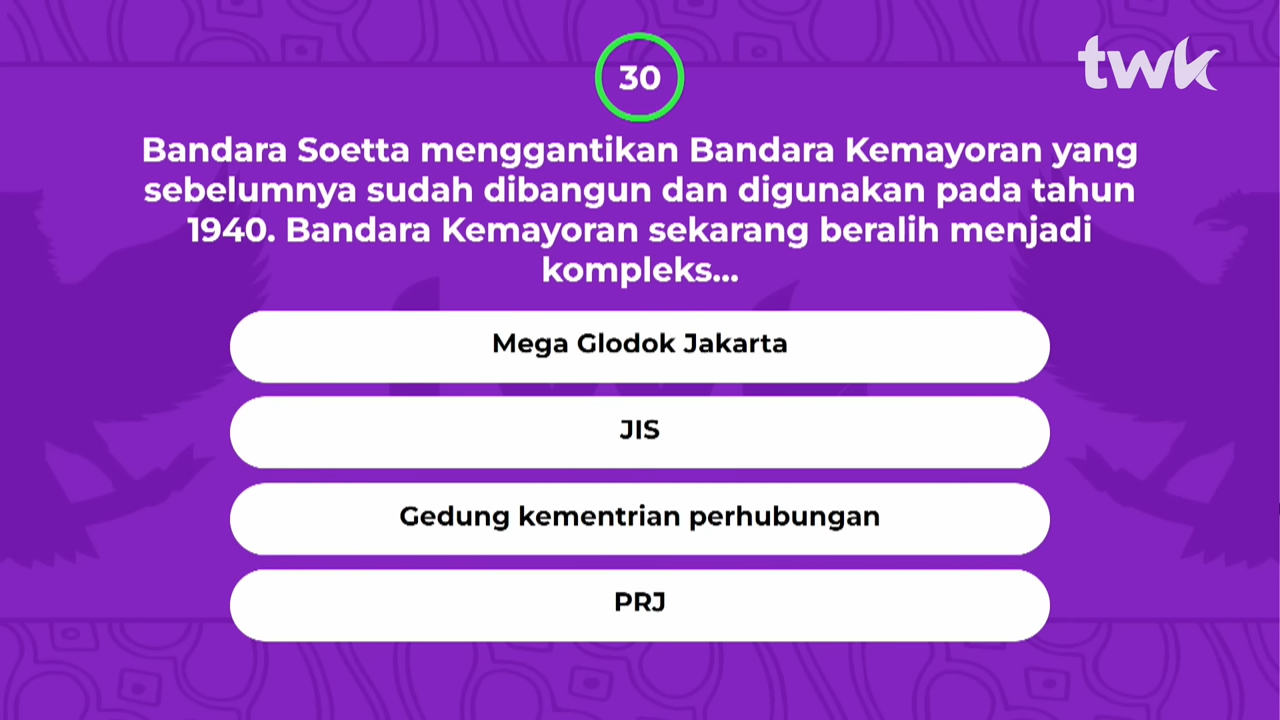 30
twk
Bandara Soetta menggantikan Bandara Kemayoran yang
sebelumnya sudah dibangun dan digunakan pada tahun
1940. Bandara Kemayoran sekarang beralih menjadi
kompleks...
Mega Glodok Jakarta
JIS
Gedung kementrian perhubungan
PRJ